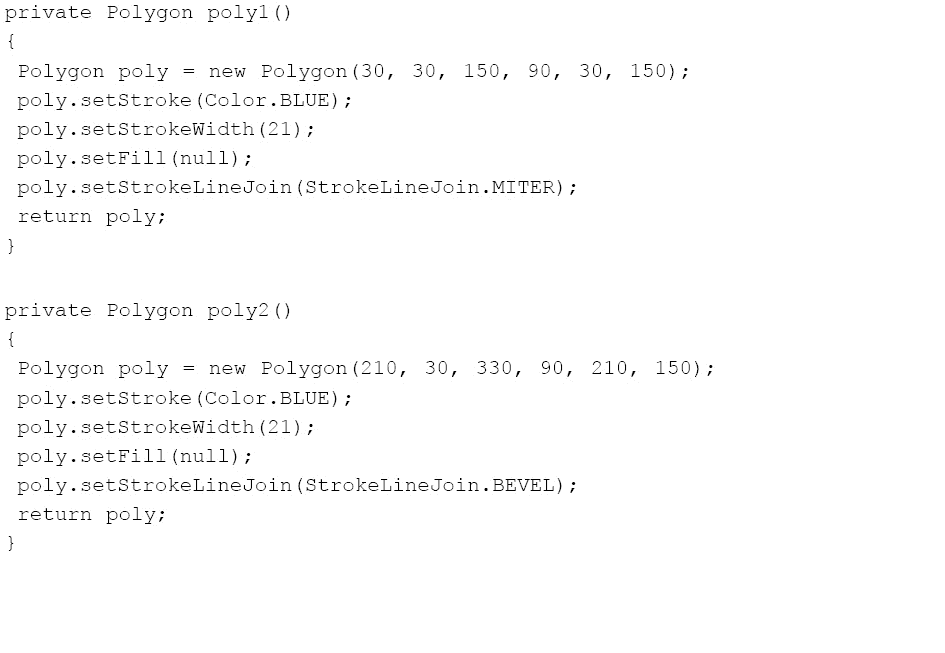 private Polygon poly1()
{
 Polygon poly = new Polygon(30, 30, 150, 90, 30, 150);
 poly.setStroke(Color.BLUE);
 poly.setStrokeWidth(21);
 poly.setFill(null);
 poly.setStrokeLineJoin(StrokeLineJoin.MITER);
 return poly;
}

private Polygon poly2()
{
 Polygon poly = new Polygon(210, 30, 330, 90, 210, 150);
 poly.setStroke(Color.BLUE);
 poly.setStrokeWidth(21);
 poly.setFill(null);
 poly.setStrokeLineJoin(StrokeLineJoin.BEVEL);
 return poly;
}